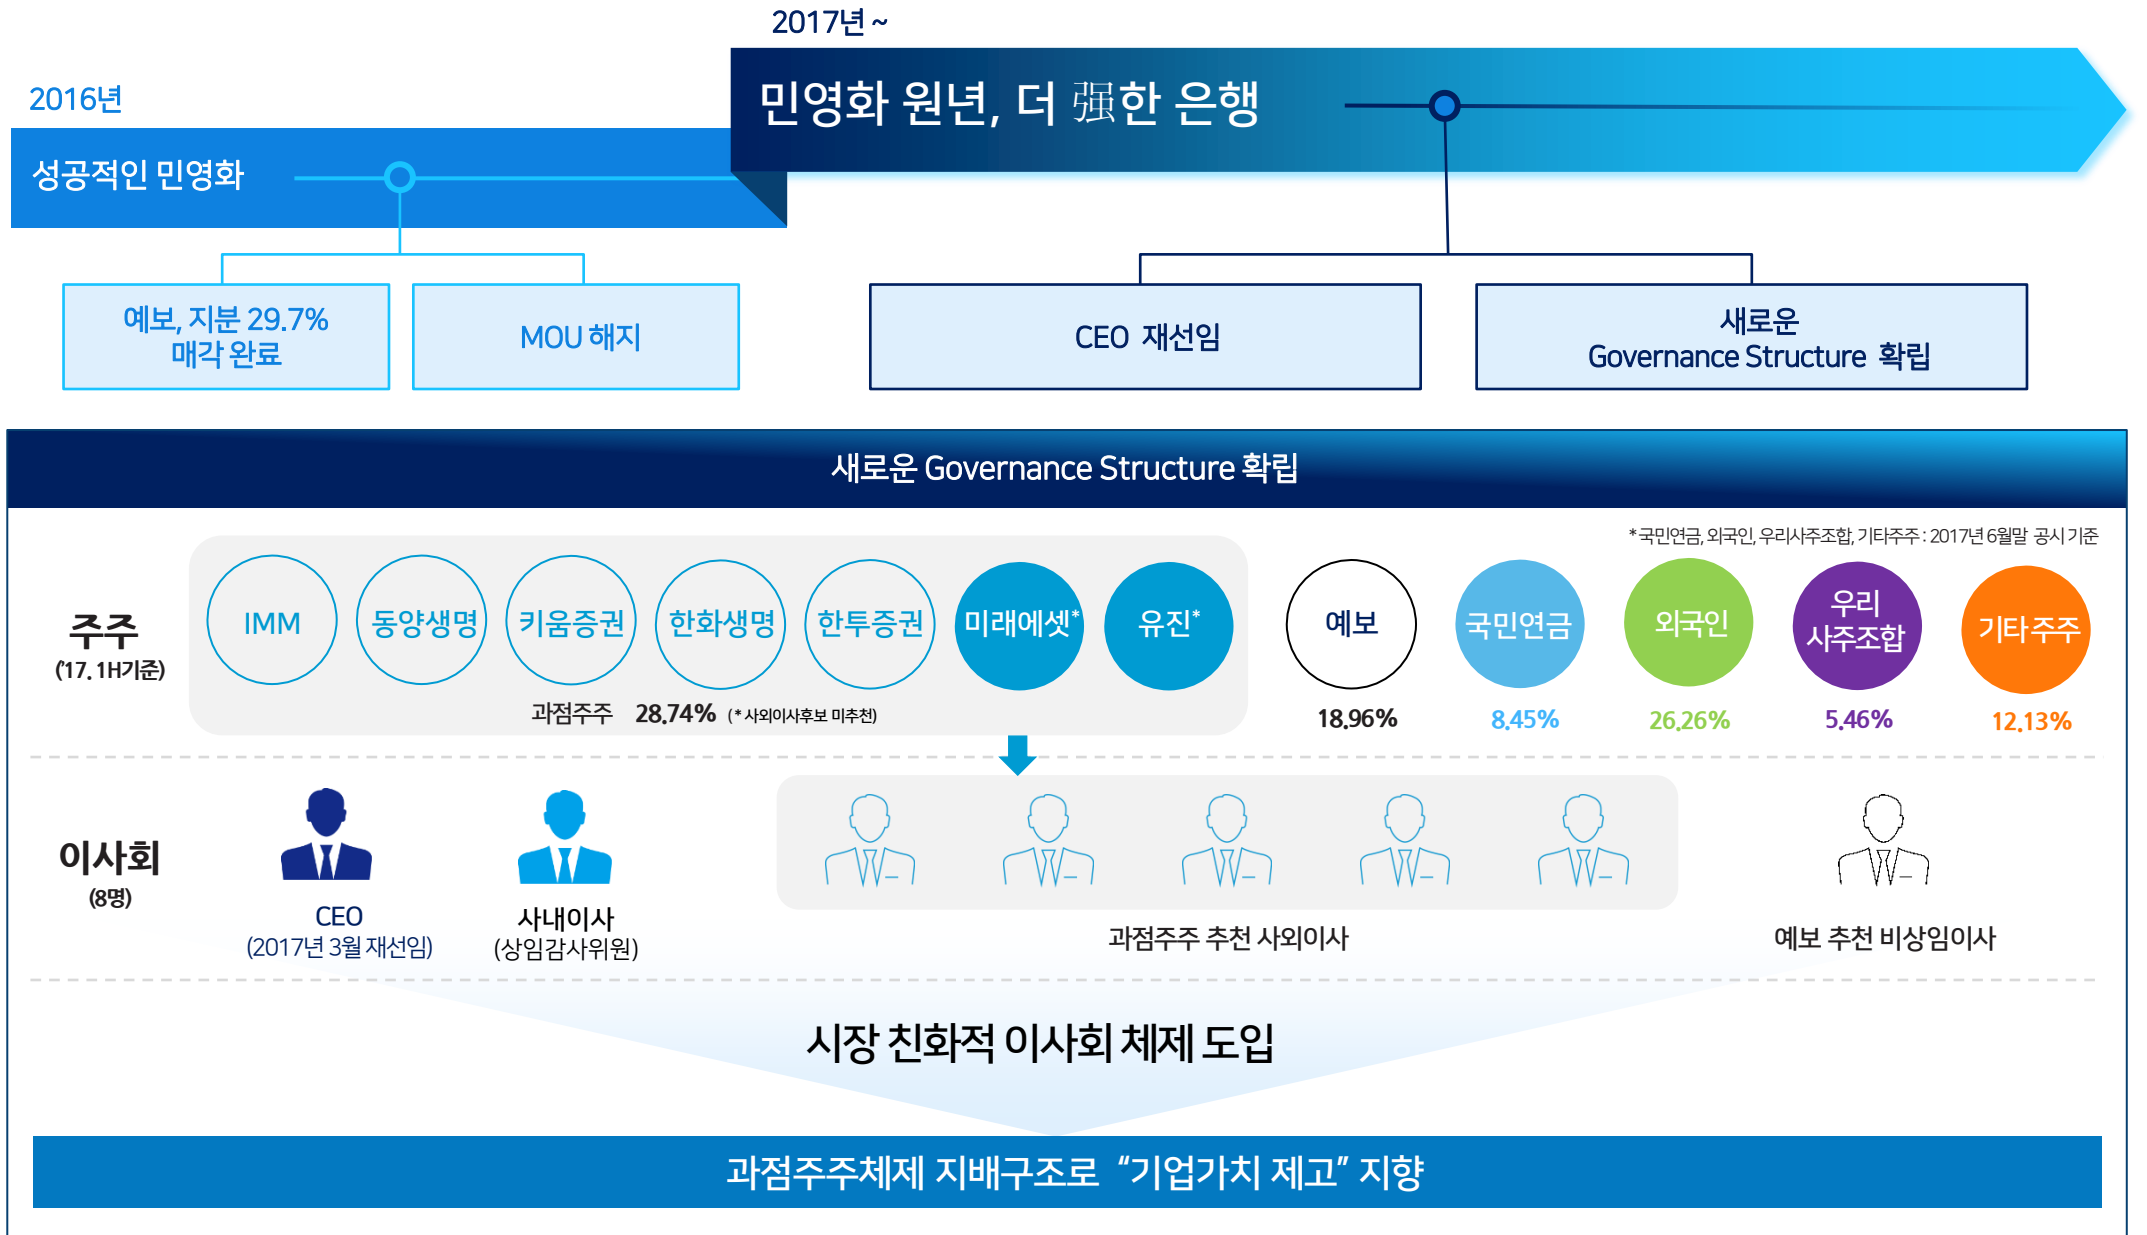 2017년 ~
2016년
민영화 원년, 더 强한 은행
성공적인 민영화
예보, 지분 29.7%
매각 완료
MOU 해지
CEO 재선임
새로운
Governance Structure 확립
새로운 Governance Structure 확립
* 국민연금, 외국인, 우리사주조합, 기타주주 : 2017년 6월말 공시 기준
주주
('17. 1H기준)
IMM
동양생명
키움증권
한화생명
한투증권
미래에셋*
유진*
예보
국민연금
외국인
우리
사주조합
기타주주
과점주주 28.74% ( * 사외이사후보 미추천)
18.96%
8.45%
26.26%
5.46%
12.13%
이사회
(8명)
CEO
(2017년 3월 재선임)
사내이사
(상임감사위원)
과점주주 추천 사외이사
예보 추천 비상임이사
시장 친화적 이사회 체제 도입
과점주주체제 지배구조로 “기업가치 제고” 지향